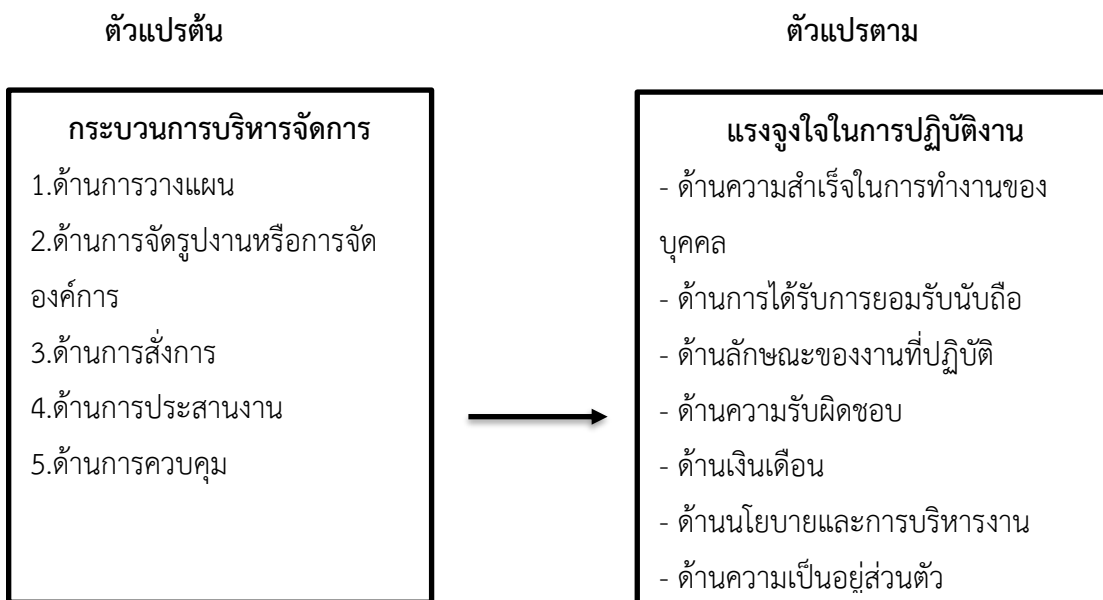 ตัวแปรต้น
ตัวแปรตาม
กระบวนการบริหารจัดการ
1.ด้านการวางแผน
2.ด้านการจัดรูปงานหรือการจัด
องค์การ
3.ด้านการสั่งการ
4.ด้านการประสานงาน
5.ด้านการควบคุม
แรงจูงใจในการปฏิบัติงาน
- ด้านความสำเร็จในการทำงานของ
บุคคล
- ด้านการได้รับการยอมรับนับถือ
- ด้านลักษณะของงานที่ปฏิบัติ
- ด้านความรับผิดชอบ
- ด้านเงินเดือน
- ด้านนโยบายและการบริหารงาน
- ด้านความเป็นอยู่ส่วนตัว